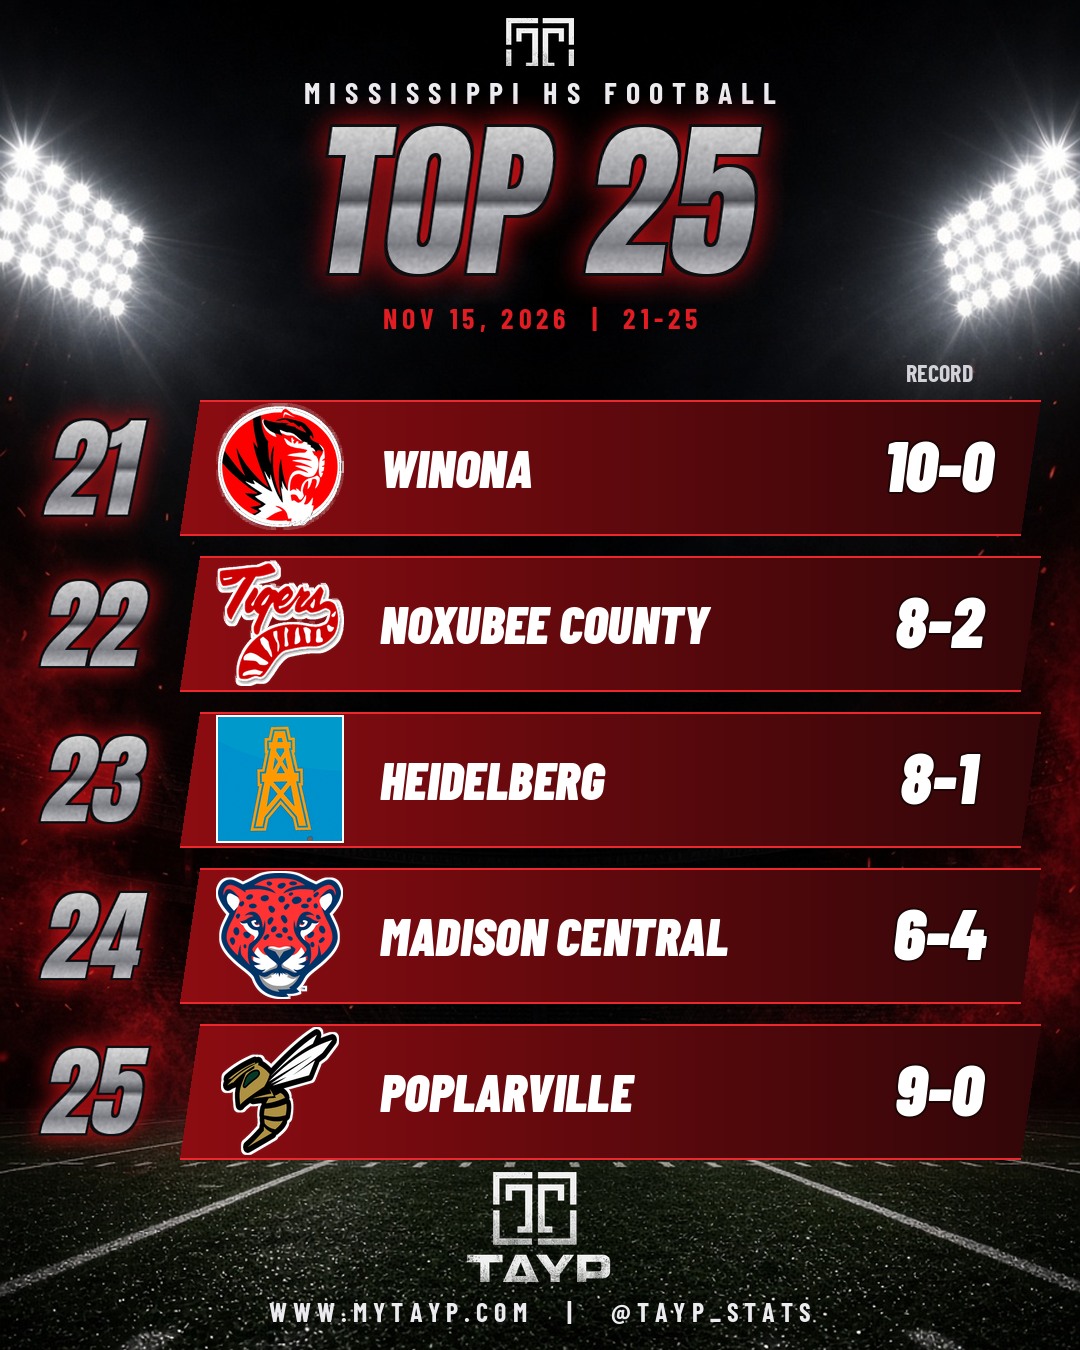 MISSISSIPPI HS FOOTBALL
TOP 25
NOV 15, 2026 | 21-25
RECORD
21 WINONA 10-0
22 Tigers NOXUBEE COUNTY 8-2
23 HEIDELBERG 8-1
24 MADISON CENTRAL 6-4
25 POPLARVILLE 9-0
TAYP
WWW.MYTAYP.COM | @TAYP_STATS